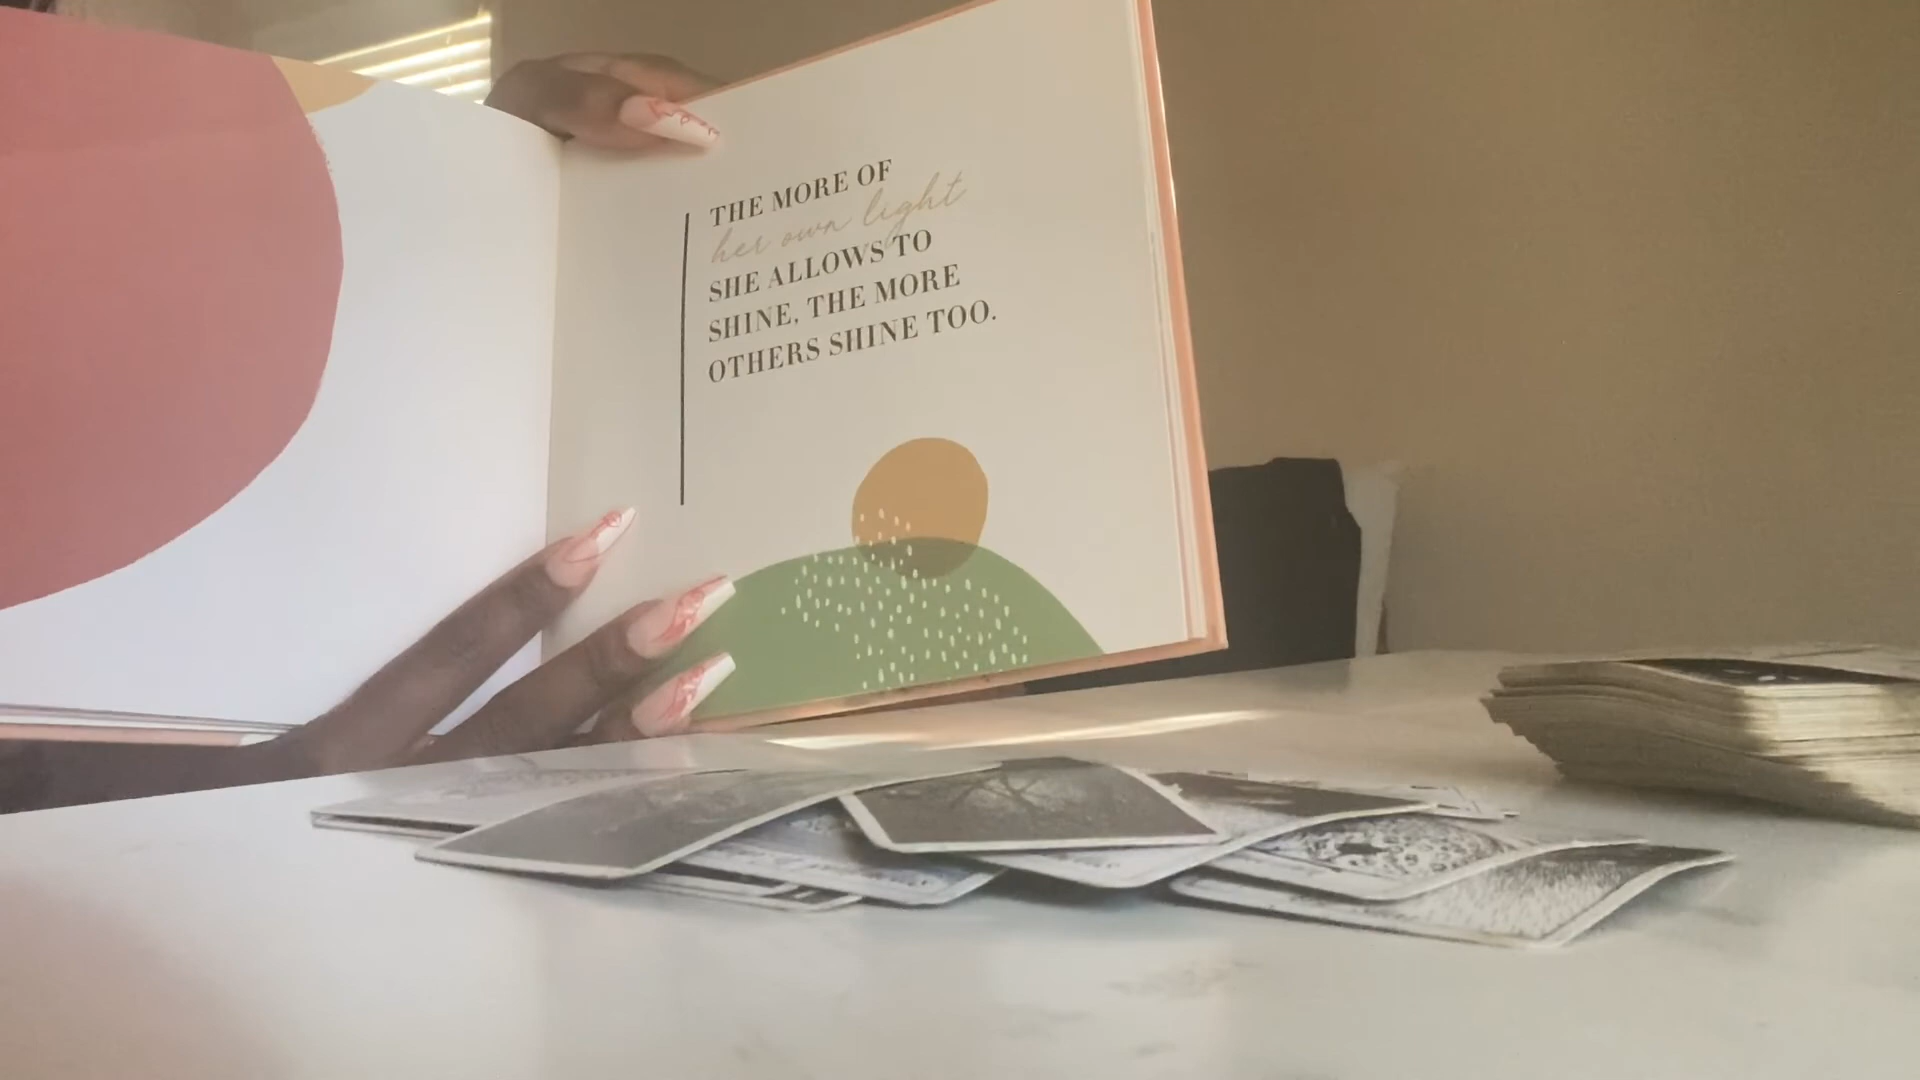 THE MORE OF
her own light
SHE ALLOWS TO
SHINE, THE MORE
OTHERS SHINE TOO.